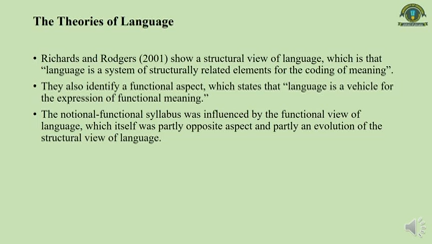 The Theories of Language
• Richards and Rodgers (2001) show a structural view of language, which is that
“language is a system of structurally related elements for the coding of meaning”.
• They also identify a functional aspect, which states that “language is a vehicle for
the expression of functional meaning.”
• The notional-functional syllabus was influenced by the functional view of
language, which itself was partly opposite aspect and partly an evolution of the
structural view of language.